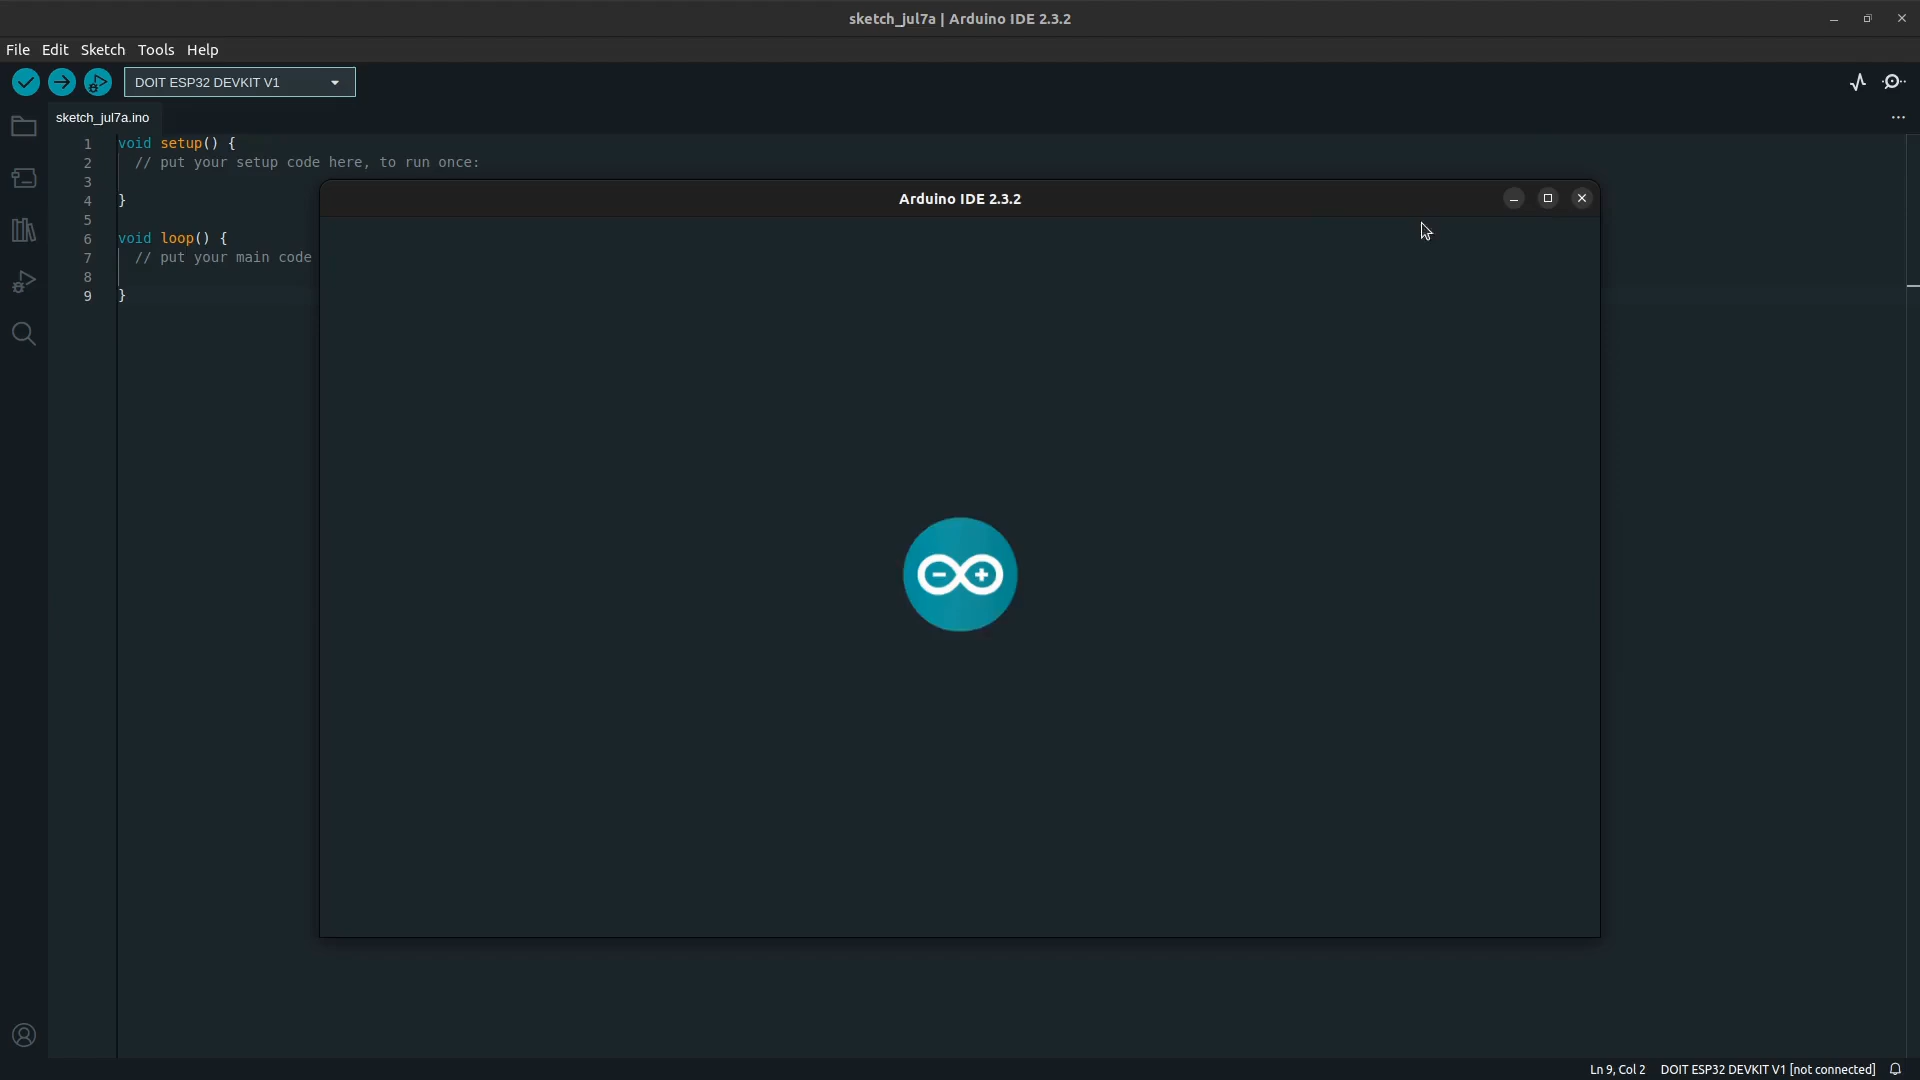 sketch_jul7a | Arduino IDE 2.3.2
File Edit Sketch Tools Help
DOIT ESP32 DEVKIT V1
sketch_jul7a.ino
1 void setup() {
2 // put your setup code here, to run once:
3
4 }
5
6 void loop() {
7 // put your main code
8
9 }
Arduino IDE 2.3.2
Ln 9, Col 2 DOIT ESP32 DEVKIT V1 [not connected]